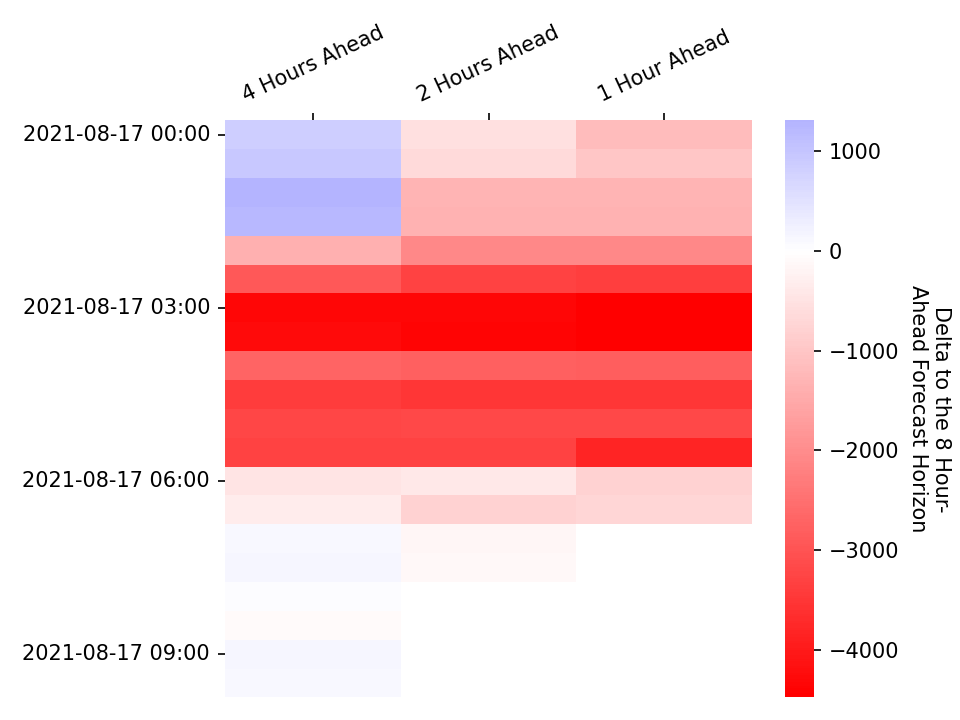 4 Hours Ahead
2 Hours Ahead
1 Hour Ahead
2021-08-17 00:00
2021-08-17 03:00
2021-08-17 06:00
2021-08-17 09:00
1000
0
−1000
−2000
−3000
−4000
Delta to the 8 Hour-
Ahead Forecast Horizon